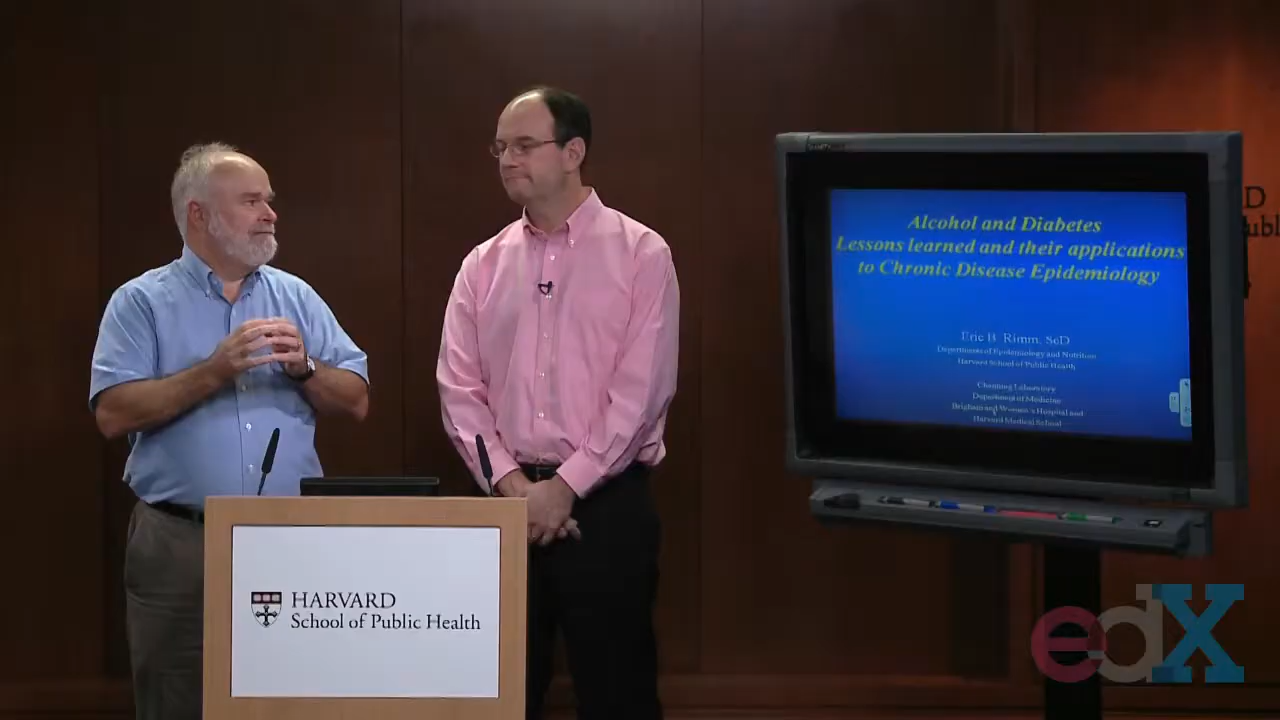 Alcohol and Diabetes
Lessons learned and their applications
to Chronic Disease Epidemiology
Eric B. Rimm, ScD
Departments of Epidemiology and Nutrition
Harvard School of Public Health
Channing Laboratory
Department of Medicine
Brigham and Women's Hospital and
Harvard Medical School
HARVARD
School of Public Health
edX